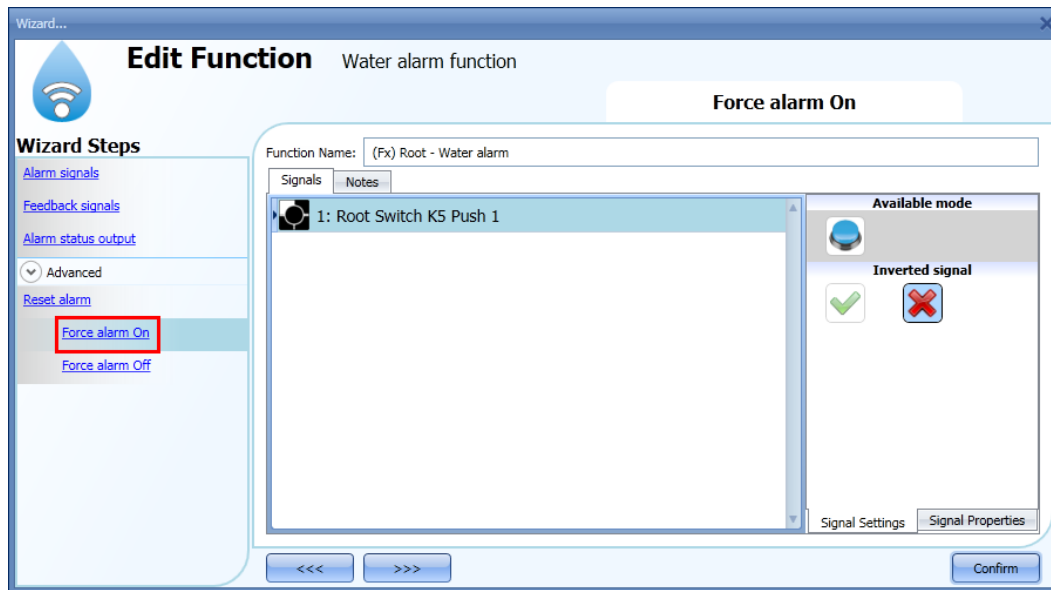 Wizard...
Edit Function Water alarm function
Force alarm On
Wizard Steps
Alarm signals
Feedback signals
Alarm status output
Advanced
Reset alarm
Force alarm On
Force alarm Off
Function Name: (Fx) Root - Water alarm
Signals Notes
1: Root Switch K5 Push 1
Available mode
Inverted signal
Signal Settings Signal Properties
<<< >>> Confirm